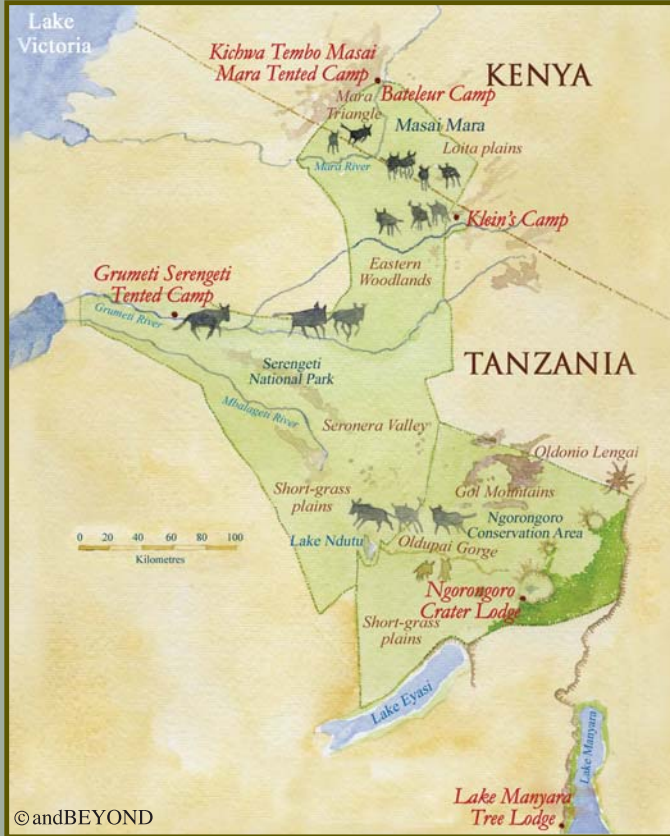 Lake
Victoria
Kichwa Tembo Masai
Mara Tented Camp
KENYA
Bateleur Camp
Mara
Triangle
Masai Mara
Loita plains
Mara River
Klein's Camp
Eastern
Woodlands
Grumeti Serengeti
Tented Camp
Grumeti River
Serengeti
National Park
TANZANIA
Mbalageti River
Seronera Valley
Oldonio Lengai
Gol Mountains
Short-grass
plains
Ngorongoro
Conservation Area
Lake Ndutu
Oldupai Gorge
0 20 40 60 80 100
Kilometres
Ngorongoro
Crater Lodge
Short-grass
plains
Lake Eyasi
Lake Manyara
Lake Manyara
Tree Lodge
© andBEYOND